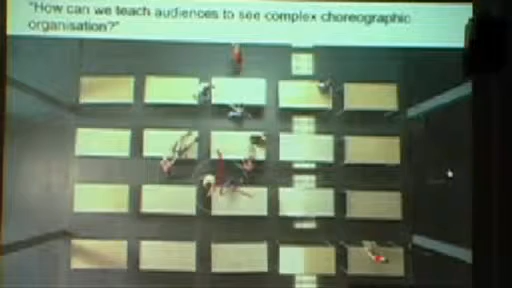 "How can we teach audiences to see complex choreographic
organisation?"